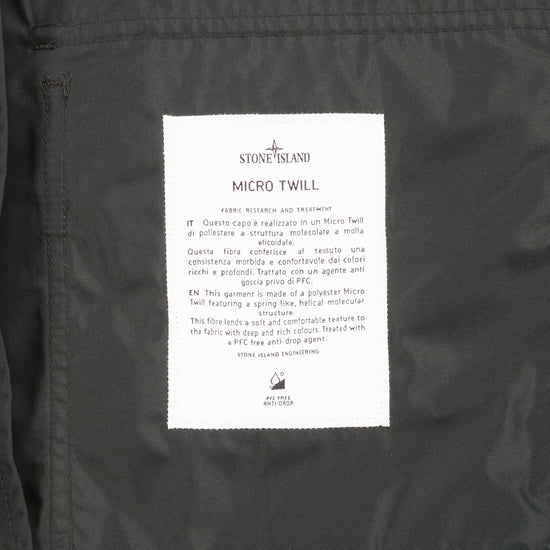 STONE ISLAND
MICRO TWILL
FABRIC RESEARCH AND TREATMENT
IT Questo capo è realizzato in un Micro Twill
di poliestere a struttura molecolare a molla
elicoidale.
Questa fibra conferisce al tessuto una
consistenza morbida e confortevole dai colori
ricchi e profondi. Trattato con un agente anti
goccia privo di PFC.
EN This garment is made of a polyester Micro
Twill featuring a spring-like, helical molecular
structure.
This fibre lends a soft and comfortable texture to
the fabric with deep and rich colours. Treated with
a PFC free anti-drop agent.
STONE ISLAND ENGINEERING
PFC FREE
ANTI-DROP